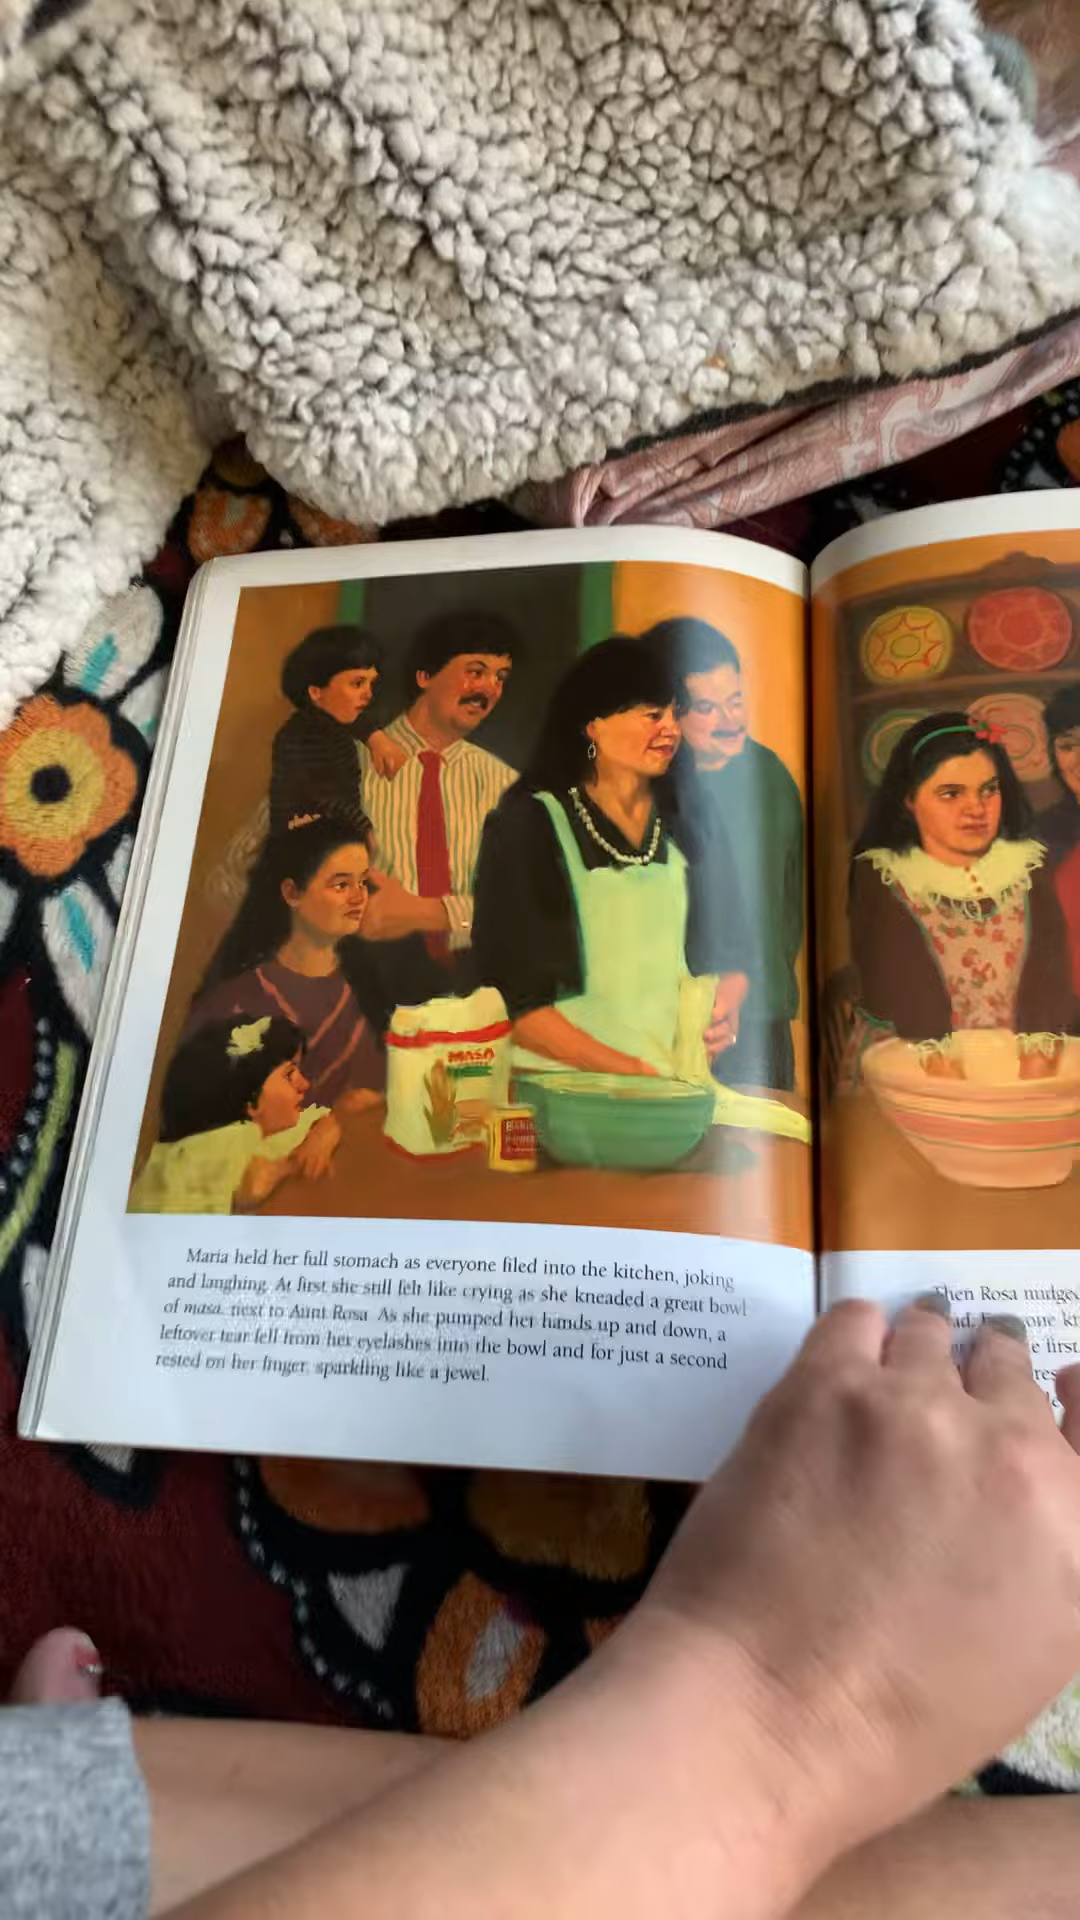 MASA
BAKING
POWDER
Maria held her full stomach as everyone filed into the kitchen, joking
and laughing. At first she still felt like crying as she kneaded a great bowl
of masa next to Aunt Rosa. As she pumped her hands up and down, a
leftover tear fell from her eyelashes into the bowl and for just a second
rested on her finger, sparkling like a jewel.
Then Rosa nudged
first